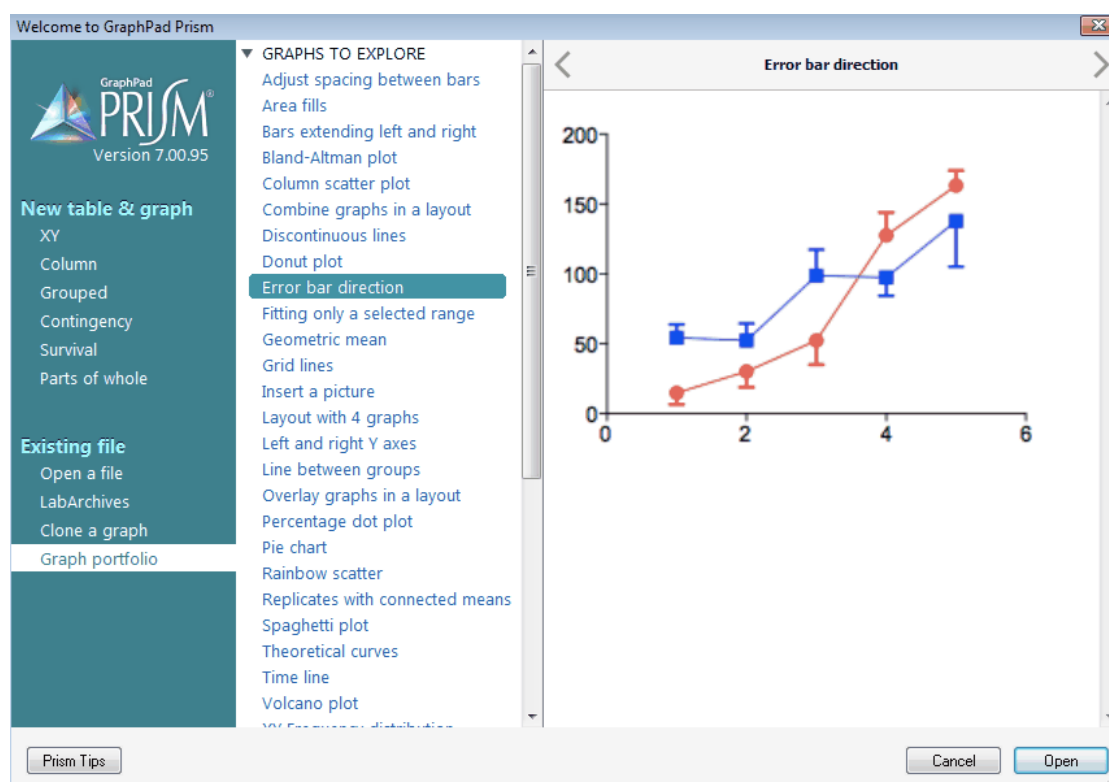 Welcome to GraphPad Prism
GraphPad
PRISM®
Version 7.00.95
New table & graph
XY
Column
Grouped
Contingency
Survival
Parts of whole
Existing file
Open a file
LabArchives
Clone a graph
Graph portfolio
GRAPHS TO EXPLORE
Adjust spacing between bars
Area fills
Bars extending left and right
Bland-Altman plot
Column scatter plot
Combine graphs in a layout
Discontinuous lines
Donut plot
Error bar direction
Fitting only a selected range
Geometric mean
Grid lines
Insert a picture
Layout with 4 graphs
Left and right Y axes
Line between groups
Overlay graphs in a layout
Percentage dot plot
Pie chart
Rainbow scatter
Replicates with connected means
Spaghetti plot
Theoretical curves
Time line
Volcano plot
XY Frequency distribution
Error bar direction
200
150
100
50
0
0 2 4 6
Prism Tips
Cancel
Open